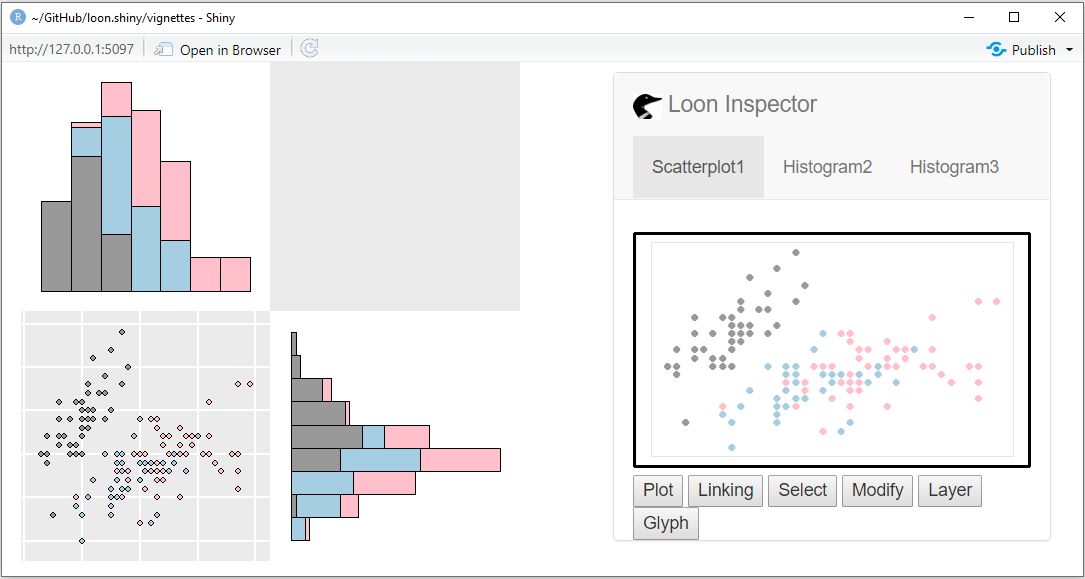 R ~/GitHub/loon.shiny/vignettes - Shiny
http://127.0.0.1:5097 Open in Browser Publish
Loon Inspector
Scatterplot1 Histogram2 Histogram3
Plot Linking Select Modify Layer
Glyph